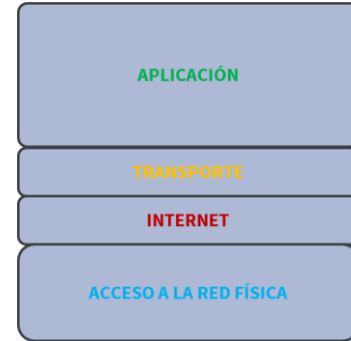 APLICACIÓN
TRANSPORTE
INTERNET
ACCESO A LA RED FÍSICA